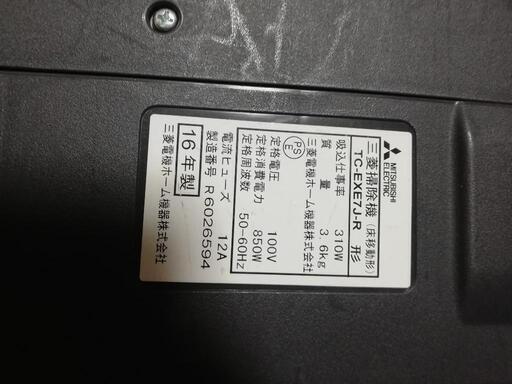 MITSUBISHI
ELECTRIC
三菱掃除機(床移動形)
TC-EXE7J-R 形
吸込仕事率 310W
質量 3.6kg
PS
E
三菱電機ホーム機器株式会社
定格電圧 100V
定格消費電力 850W
定格周波数 50-60Hz
電流ヒューズ 12A
製造番号 R6026594
16年製
三菱電機ホーム機器株式会社